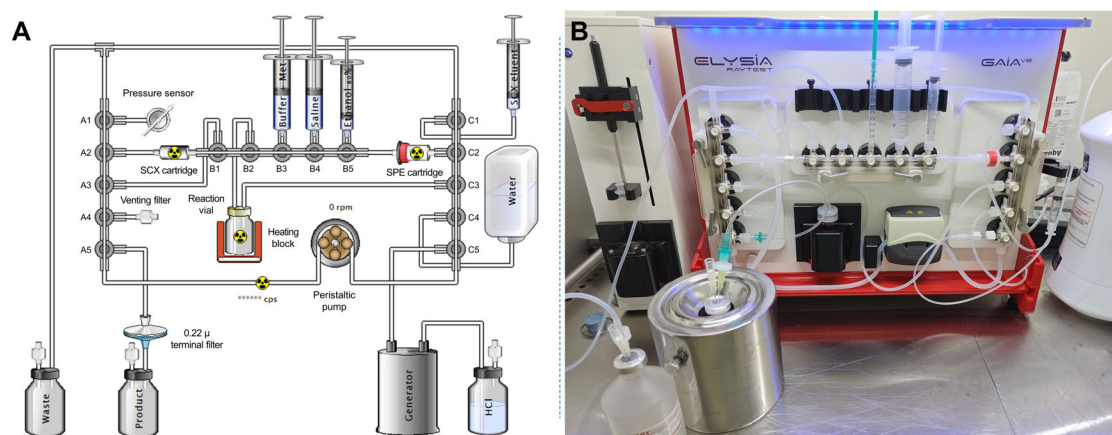 A
B
Pressure sensor
A1
A2
A3
A4
A5
SCX cartridge
B1
B2
B3
B4
B5
Met
Buffer
Saline
Ethanol 60%
SCX eluent
C1
C2
C3
C4
C5
SPE cartridge
Water
Venting filter
Reaction
vial
Heating
block
0 rpm
Peristaltic
pump
****** cps
0.22 μ
terminal filter
Waste
Product
Generator
HCl
ELYSIA
RAYTEST
GAIA V2